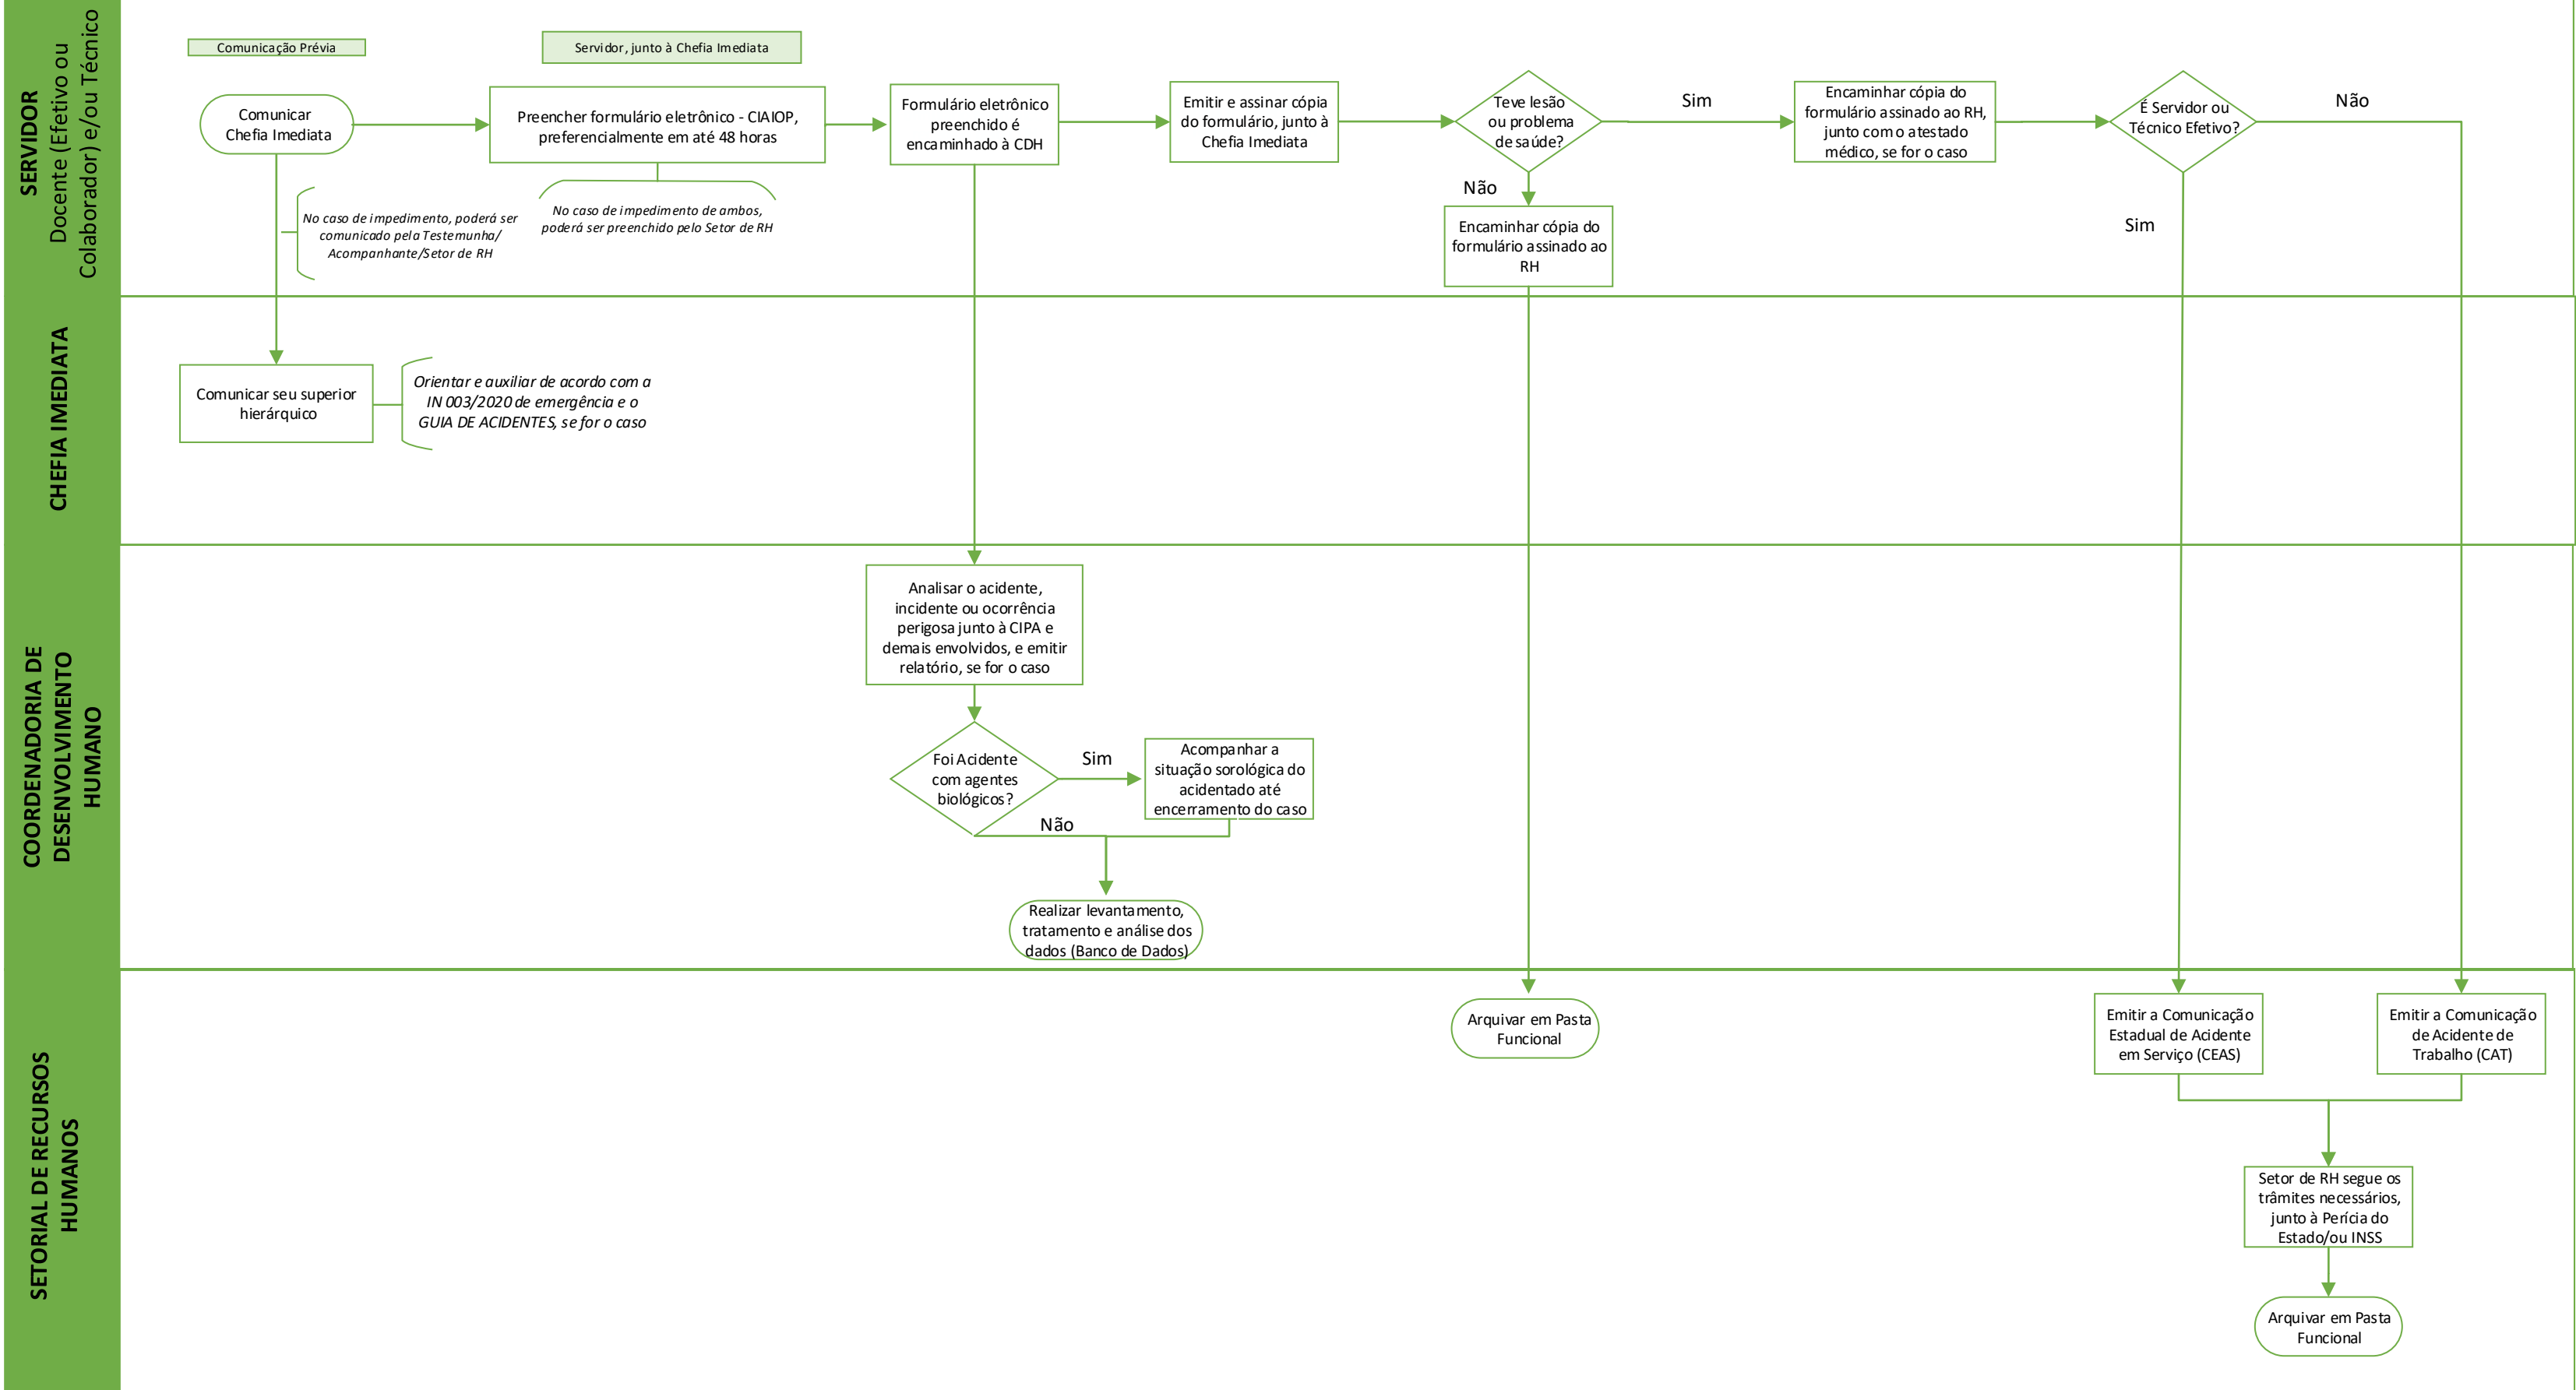 SERVIDOR
Docente (Efetivo ou
Colaborador) e/ou Técnico
Comunicação Prévia
Servidor, junto à Chefia Imediata
Comunicar
Chefia Imediata
Preencher formulário eletrônico - CIAIOP,
preferencialmente em até 48 horas
Formulário eletrônico
preenchido é
encaminhado à CDH
Emitir e assinar cópia
do formulário, junto à
Chefia Imediata
Teve lesão
ou problema
de saúde?
Sim
Encaminhar cópia do
formulário assinado ao RH,
junto com o atestado
médico, se for o caso
É Servidor ou
Técnico Efetivo?
Não
Não
Sim
No caso de impedimento, poderá ser
comunicado pela Testemunha/
Acompanhante/Setor de RH
No caso de impedimento de ambos,
poderá ser preenchido pelo Setor de RH
Encaminhar cópia do
formulário assinado ao
RH
CHEFIA IMEDIATA
Comunicar seu superior
hierárquico
Orientar e auxiliar de acordo com a
IN 003/2020 de emergência e o
GUIA DE ACIDENTES, se for o caso
COORDENADORIA DE
DESENVOLVIMENTO
HUMANO
Analisar o acidente,
incidente ou ocorrência
perigosa junto à CIPA e
demais envolvidos, e emitir
relatório, se for o caso
Foi Acidente
com agentes
biológicos?
Sim
Acompanhar a
situação sorológica do
acidentado até
encerramento do caso
Não
Realizar levantamento,
tratamento e análise dos
dados (Banco de Dados)
SETORIAL DE RECURSOS
HUMANOS
Arquivar em Pasta
Funcional
Emitir a Comunicação
Estadual de Acidente
em Serviço (CEAS)
Emitir a Comunicação
de Acidente de
Trabalho (CAT)
Setor de RH segue os
trâmites necessários,
junto à Perícia do
Estado/ou INSS
Arquivar em Pasta
Funcional